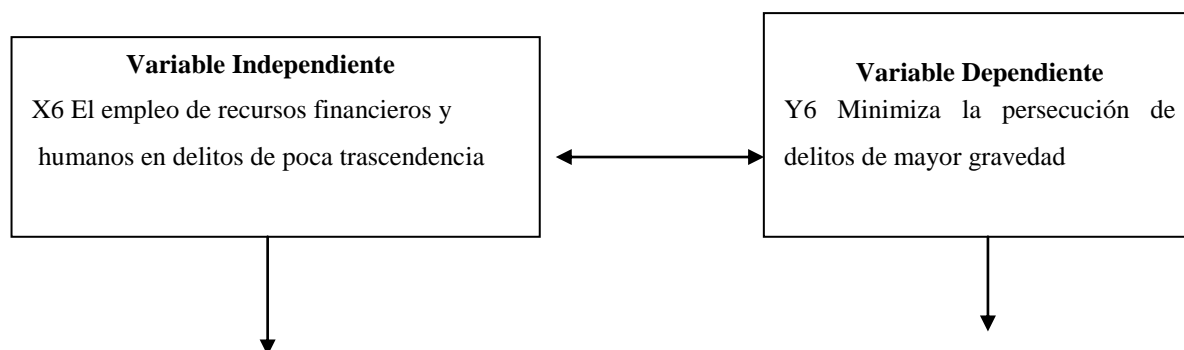 Variable Independiente
X6 El empleo de recursos financieros y
humanos en delitos de poca trascendencia
Variable Dependiente
Y6 Minimiza la persecución de
delitos de mayor gravedad